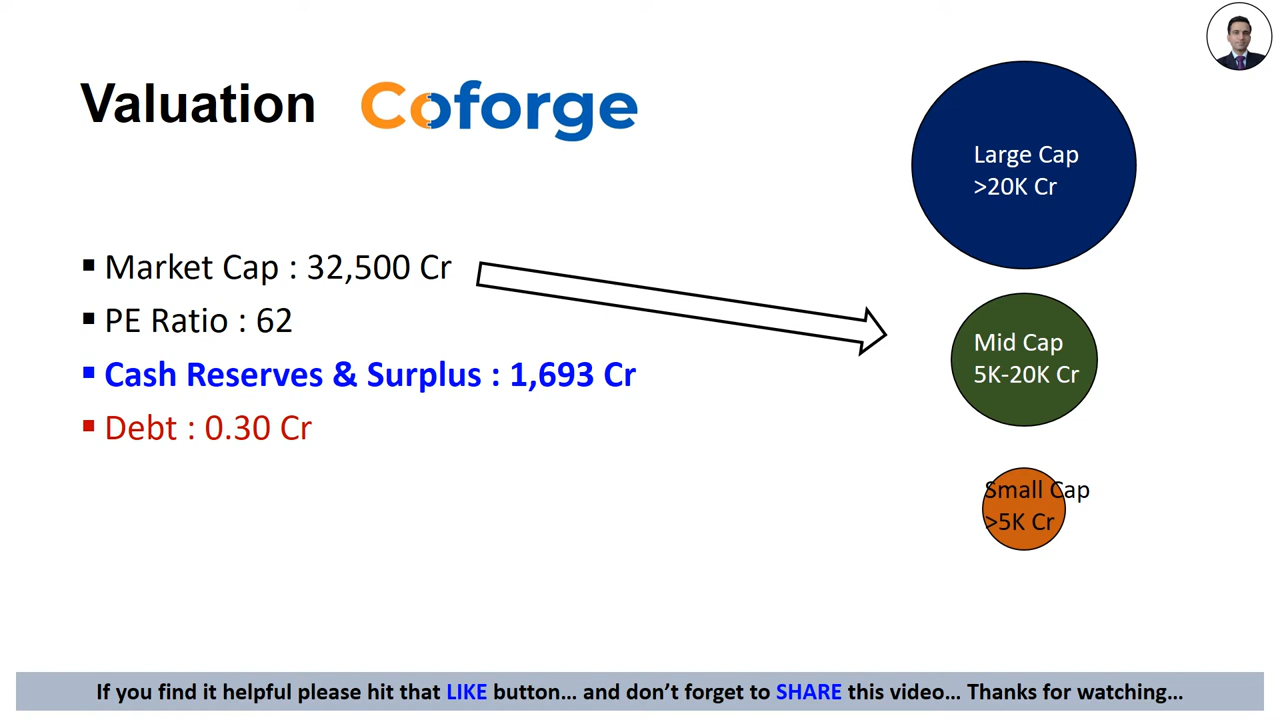 Valuation Coforge
Large Cap
>20K Cr
▪ Market Cap : 32,500 Cr
▪ PE Ratio : 62
▪ Cash Reserves & Surplus : 1,693 Cr
▪ Debt : 0.30 Cr
Mid Cap
5K-20K Cr
Small Cap
>5K Cr
If you find it helpful please hit that LIKE button... and don't forget to SHARE this video... Thanks for watching...